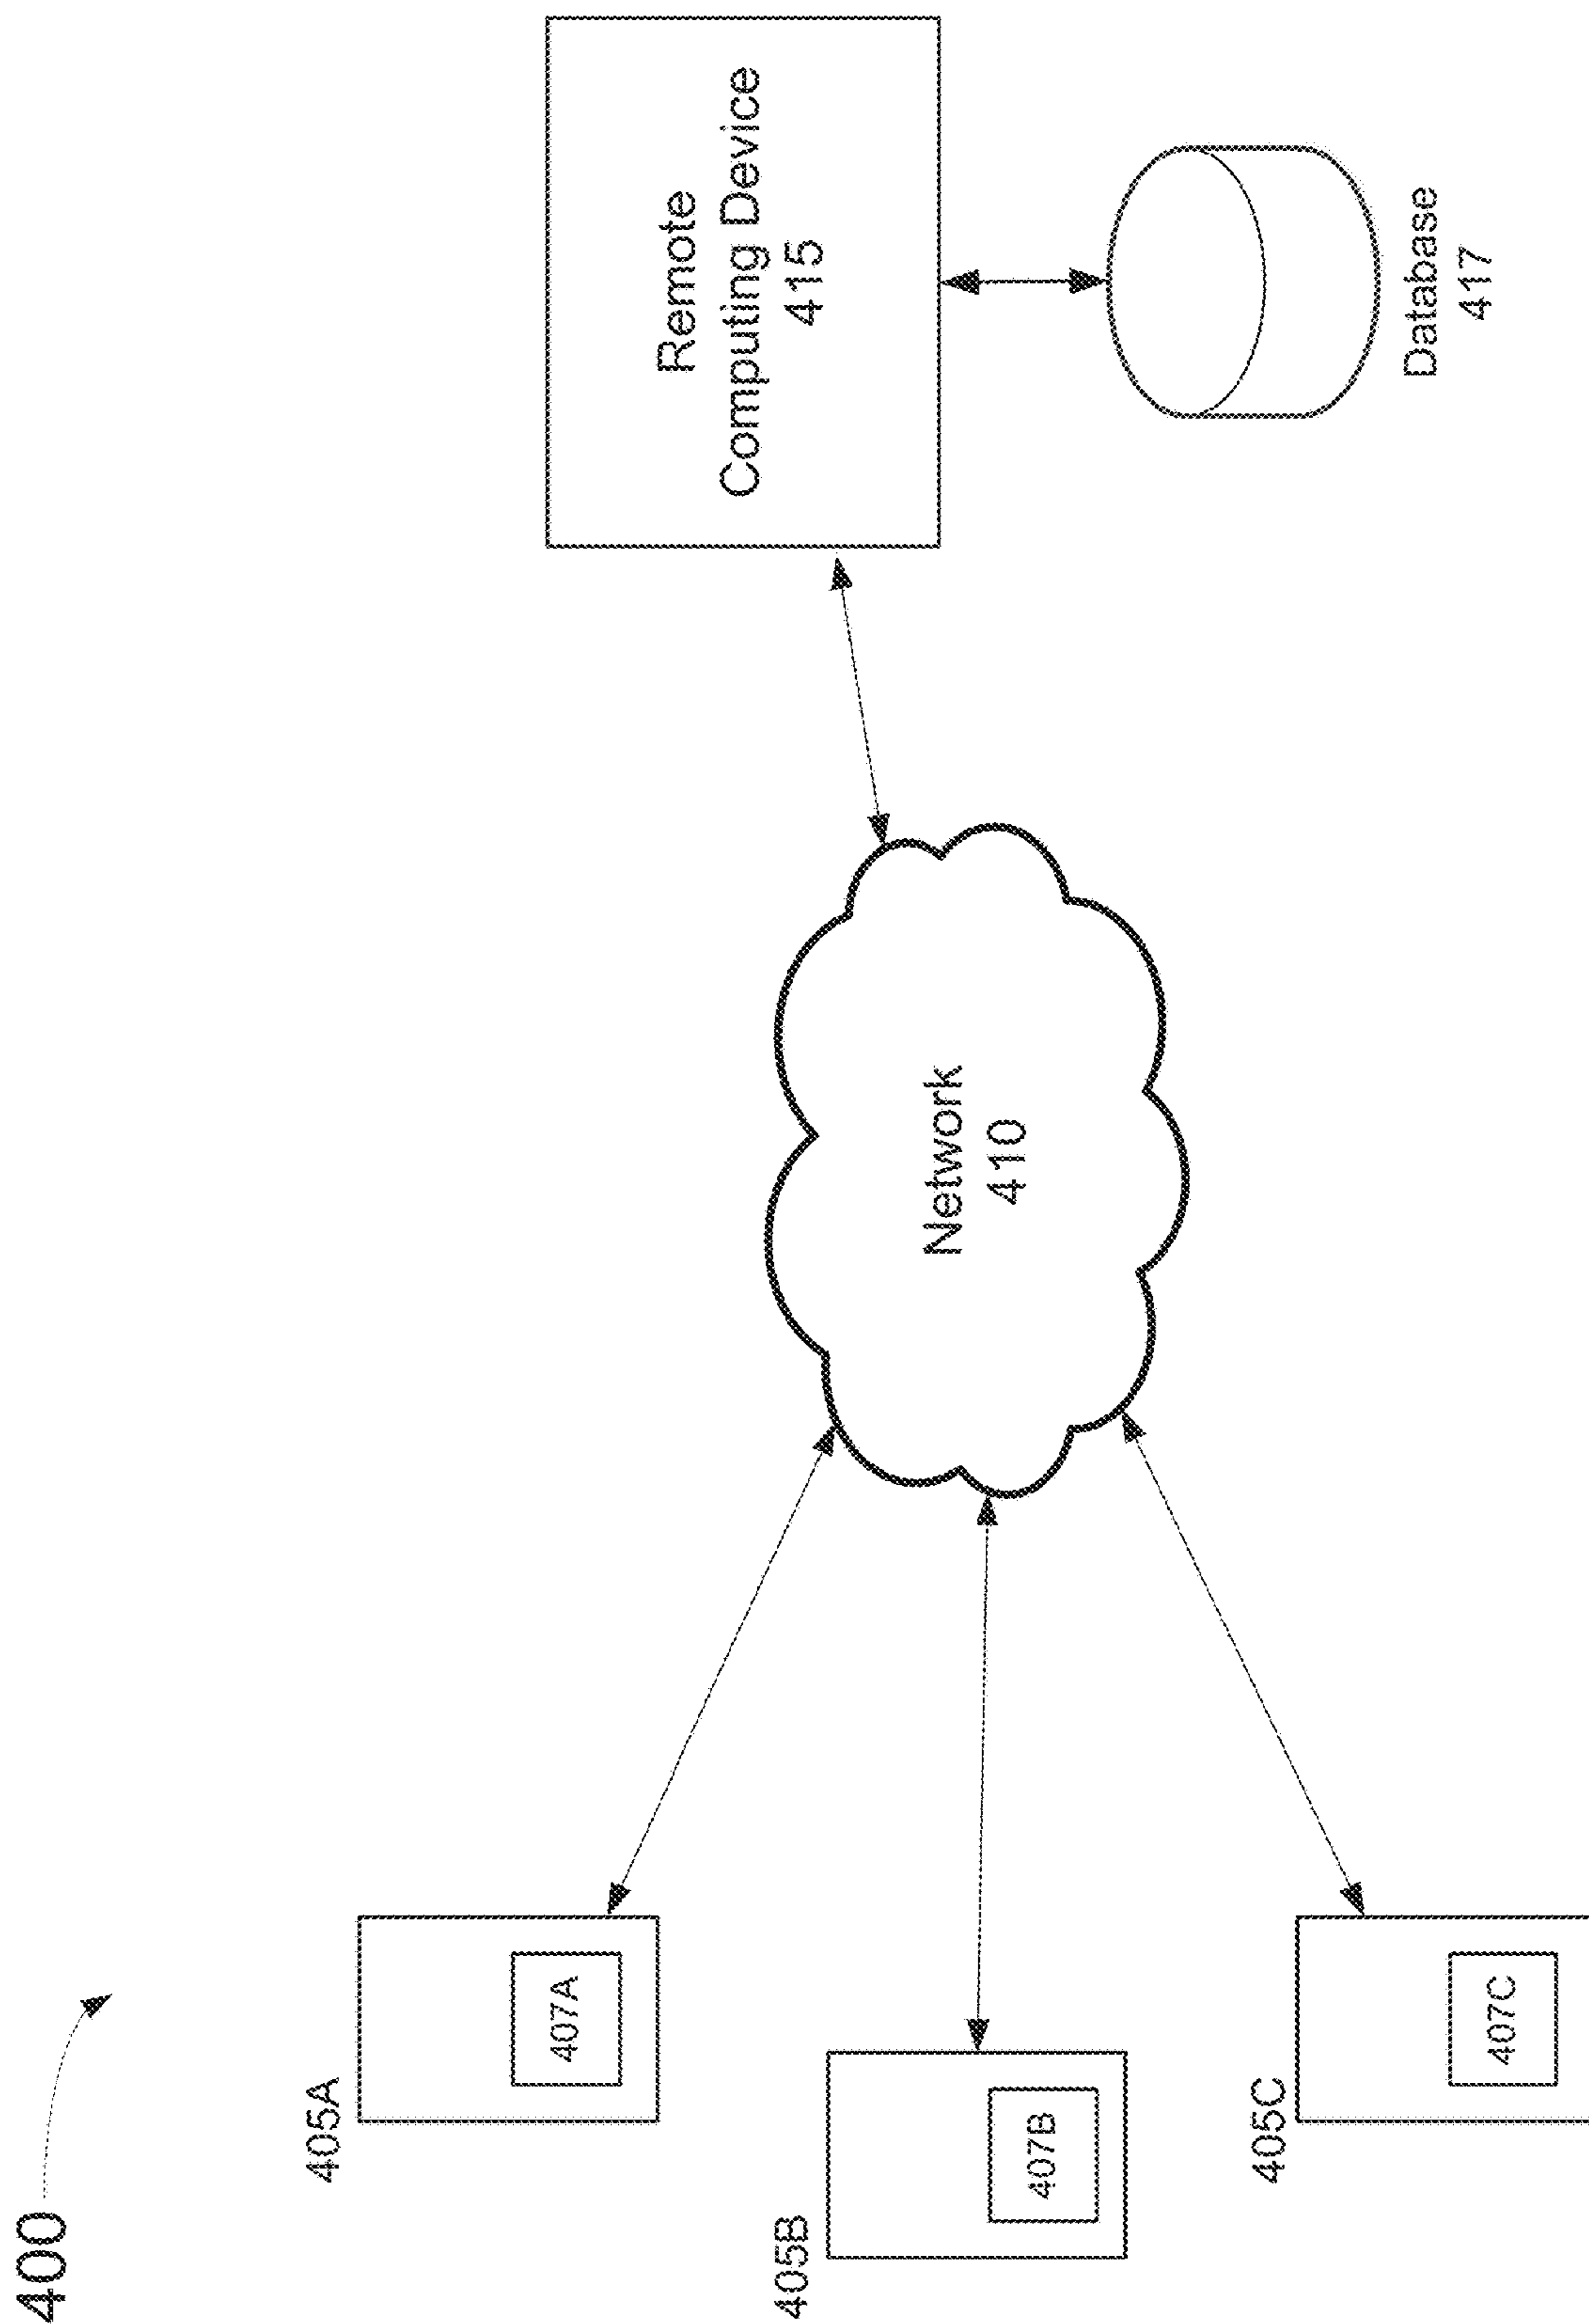 400
405A
407A
405B
407B
405C
407C
Network
410
Remote
Computing Device
415
Database
417